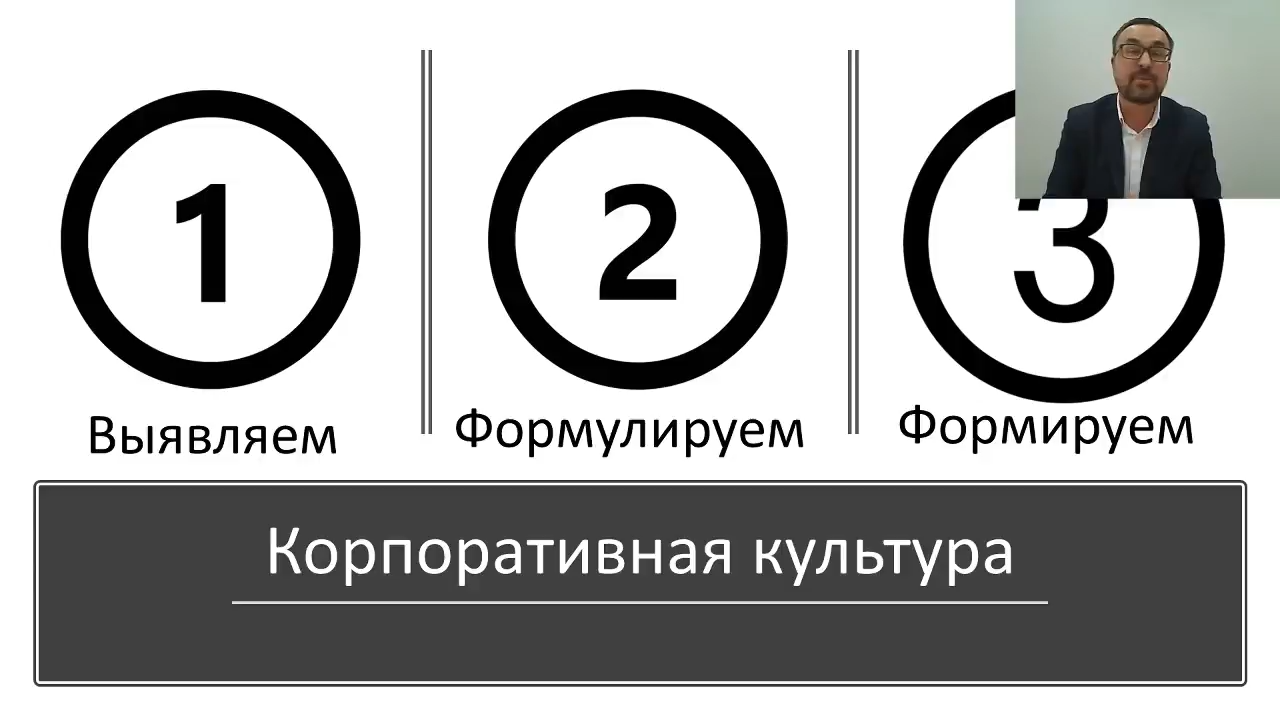 1
2
3
Выявляем
Формулируем
Формируем
Корпоративная культура